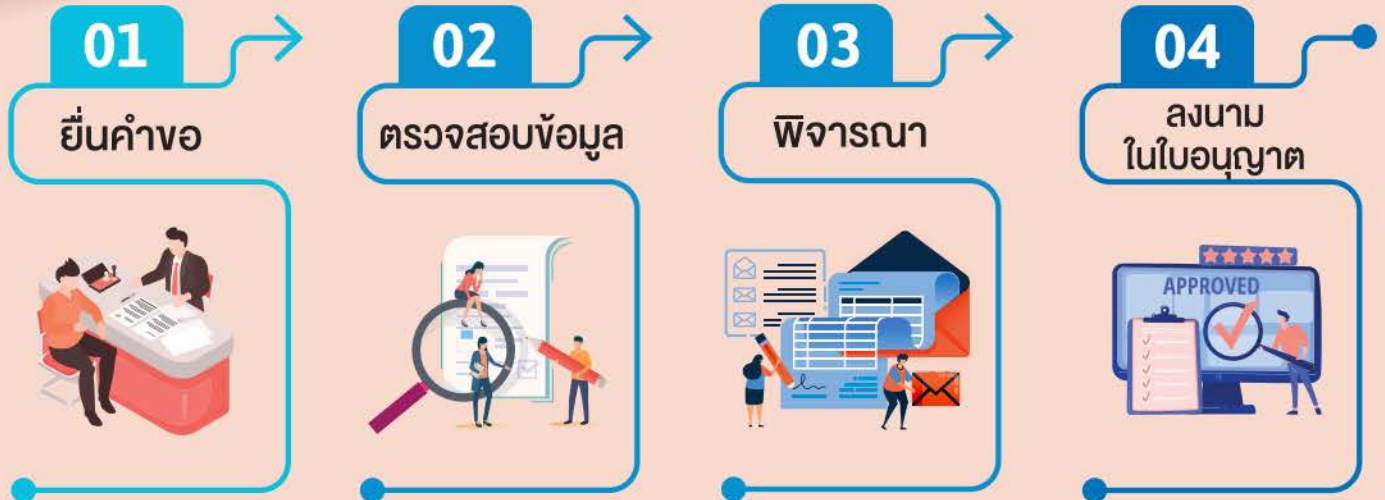 01
ยื่นคำขอ
02
ตรวจสอบข้อมูล
03
พิจารณา
04
ลงนาม
ในใบอนุญาต
APPROVED